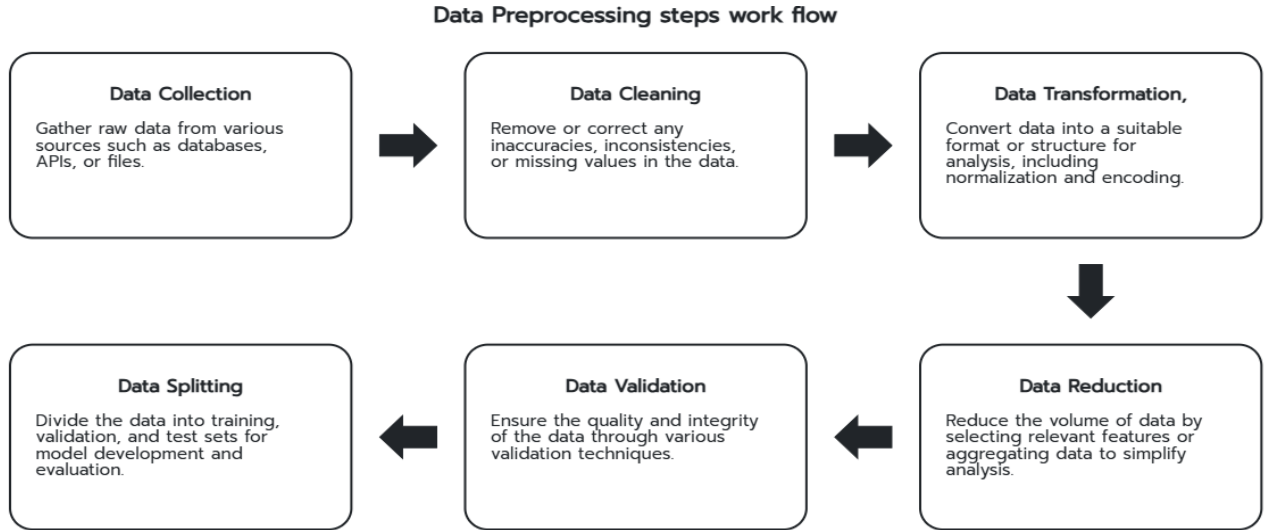 Data Preprocessing steps work flow
Data Collection
Gather raw data from various
sources such as databases,
APIs, or files.
Data Cleaning
Remove or correct any
inaccuracies, inconsistencies,
or missing values in the data.
Data Transformation,
Convert data into a suitable
format or structure for
analysis, including
normalization and encoding.
Data Reduction
Reduce the volume of data by
selecting relevant features or
aggregating data to simplify
analysis.
Data Validation
Ensure the quality and integrity
of the data through various
validation techniques.
Data Splitting
Divide the data into training,
validation, and test sets for
model development and
evaluation.